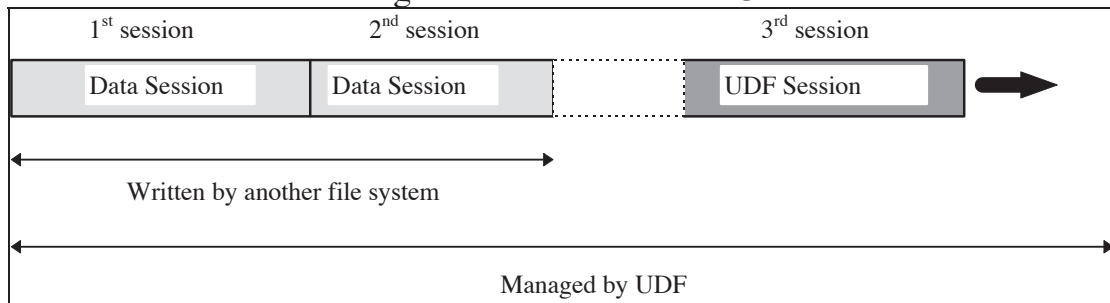 1st session 2nd session 3rd session
Data Session Data Session UDF Session
Written by another file system
Managed by UDF